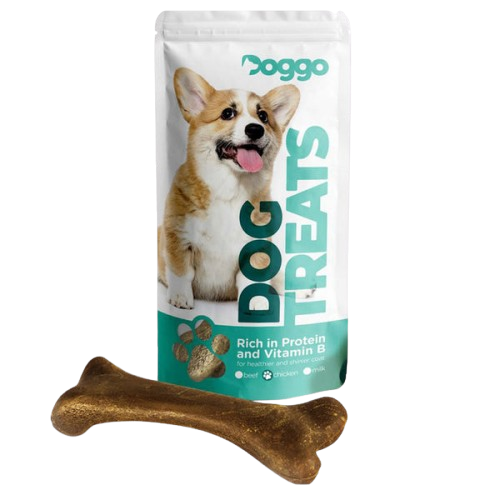 Doggo
DOG
TREATS
Rich in Protein
and Vitamin B
for healthier and shinier coat
beef chicken milk